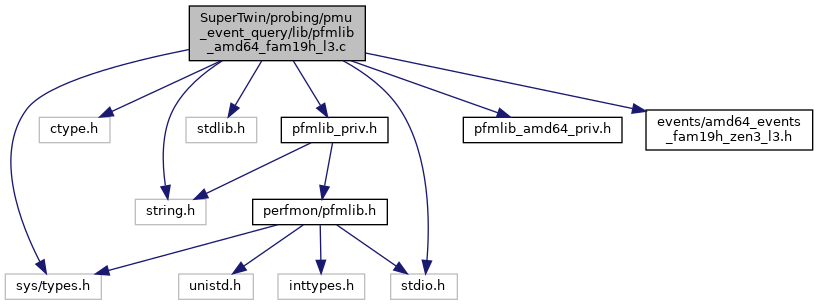 SuperTwin/probing/pmu
_event_query/lib/pfmlib
_amd64_fam19h_l3.c
ctype.h
stdlib.h
pfmlib_priv.h
pfmlib_amd64_priv.h
events/amd64_events
_fam19h_zen3_l3.h
string.h
perfmon/pfmlib.h
sys/types.h
unistd.h
inttypes.h
stdio.h